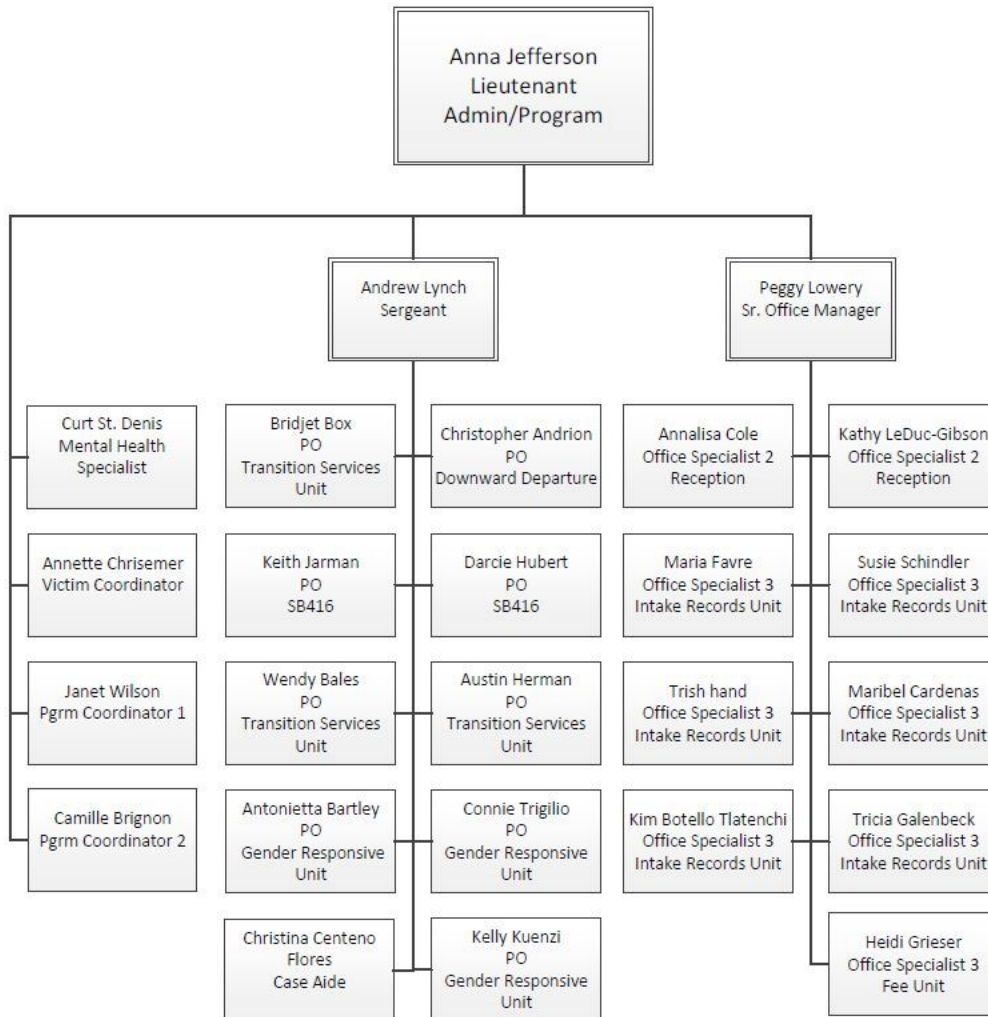 Anna Jefferson
Lieutenant
Admin/Program
Andrew Lynch
Sergeant
Peggy Lowery
Sr. Office Manager
Curt St. Denis
Mental Health
Specialist
Bridjet Box
PO
Transition Services
Unit
Christopher Andrion
PO
Downward Departure
Annalisa Cole
Office Specialist 2
Reception
Kathy LeDuc-Gibson
Office Specialist 2
Reception
Annette Chrisemer
Victim Coordinator
Keith Jarman
PO
SB416
Darcie Hubert
PO
SB416
Maria Favre
Office Specialist 3
Intake Records Unit
Susie Schindler
Office Specialist 3
Intake Records Unit
Janet Wilson
Pgrm Coordinator 1
Wendy Bales
PO
Transition Services
Unit
Austin Herman
PO
Transition Services
Unit
Trish hand
Office Specialist 3
Intake Records Unit
Maribel Cardenas
Office Specialist 3
Intake Records Unit
Camille Brignon
Pgrm Coordinator 2
Antonietta Bartley
PO
Gender Responsive
Unit
Connie Trigilio
PO
Gender Responsive
Unit
Kim Botello Tlatenchi
Office Specialist 3
Intake Records Unit
Tricia Galenbeck
Office Specialist 3
Intake Records Unit
Christina Centeno
Flores
Case Aide
Kelly Kuenzi
PO
Gender Responsive
Unit
Heidi Grieser
Office Specialist 3
Fee Unit